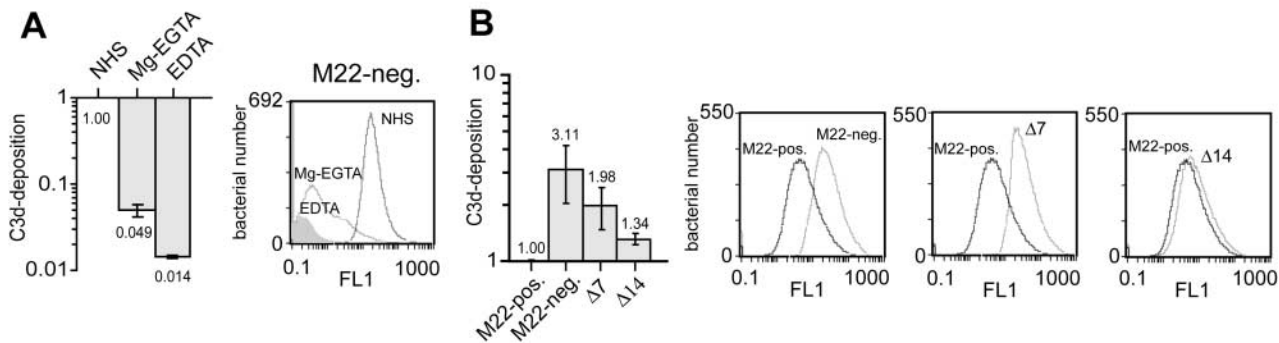 A
NHS
Mg-EGTA
EDTA
C3d-deposition
1
0.1
0.01
1.00
0.049
0.014
M22-neg.
bacterial number
692
0
NHS
Mg-EGTA
EDTA
0.1
1000
FL1
B
C3d-deposition
10
1
1.00
3.11
1.98
1.34
M22-pos.
M22-neg.
Δ7
Δ14
bacterial number
550
0
M22-pos.
M22-neg.
0.1
1000
FL1
bacterial number
550
0
M22-pos.
Δ7
0.1
1000
FL1
bacterial number
550
0
M22-pos.
Δ14
0.1
1000
FL1